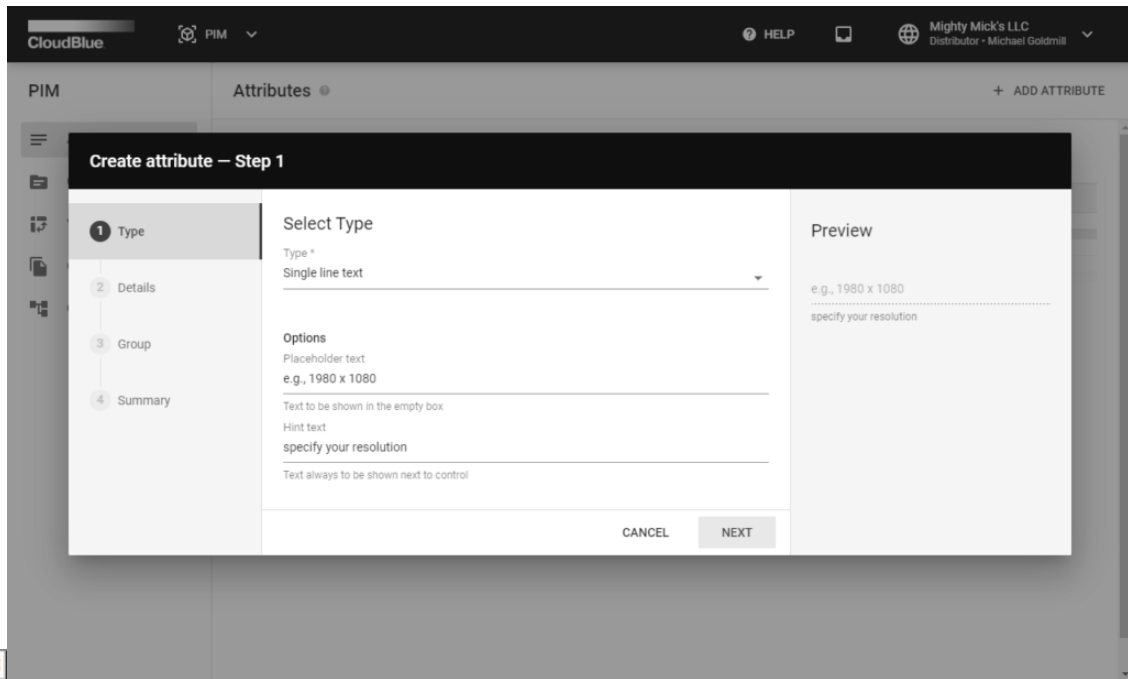 CloudBlue
PIM
HELP
Mighty Mick's LLC
Distributor • Michael Goldmill
PIM
Attributes
+ ADD ATTRIBUTE
Create attribute — Step 1
1 Type
2 Details
3 Group
4 Summary
Select Type
Type *
Single line text
Options
Placeholder text
e.g., 1980 x 1080
Text to be shown in the empty box
Hint text
specify your resolution
Text always to be shown next to control
CANCEL
NEXT
Preview
e.g., 1980 x 1080
specify your resolution